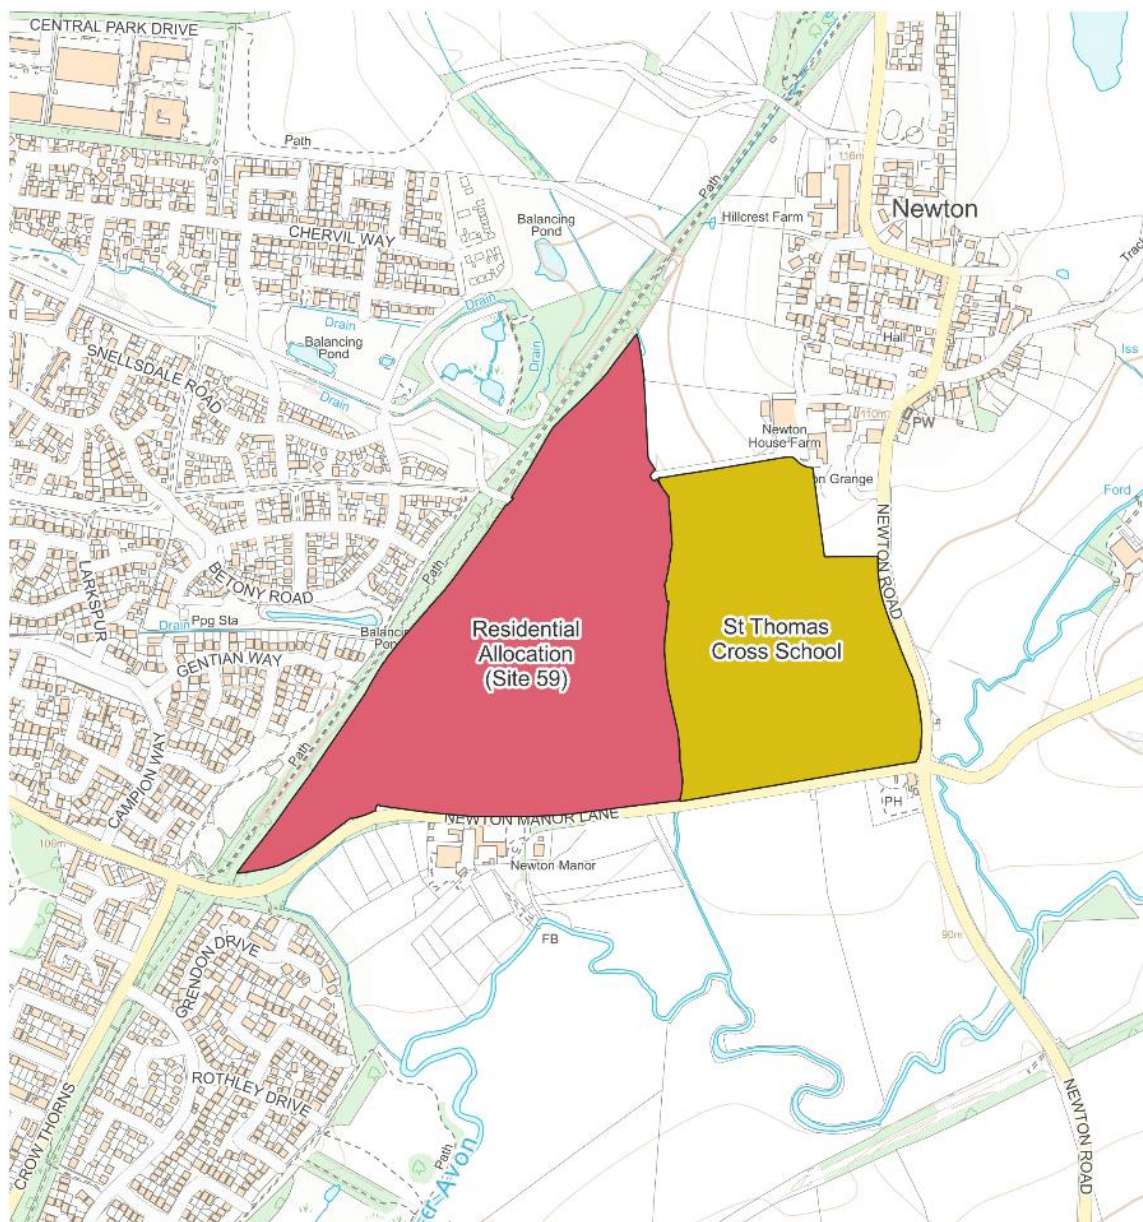 CENTRAL PARK DRIVE
Path
116m
Path
Hillcrest Farm
Newton
Balancing
Pond
CHERVIL WAY
Track
Drain
Drain
Balancing
Pond
Drain
Drain
Hall
Iss
SNELLSDALE ROAD
110m
PW
Newton
House Farm
on Grange
Ford
NEWTON ROAD
LARKSPUR
BETONY ROAD
Path
Ppg Sta
Drain
Balancing
Pond
GENTIAN WAY
Residential
Allocation
(Site 59)
St Thomas
Cross School
Path
CAMPION WAY
NEWTON MANOR LANE
PH
106m
Newton Manor
GRENDON DRIVE
FB
90m
ROTHLEY DRIVE
CROW THORNS
Path
er Avon
NEWTON ROAD